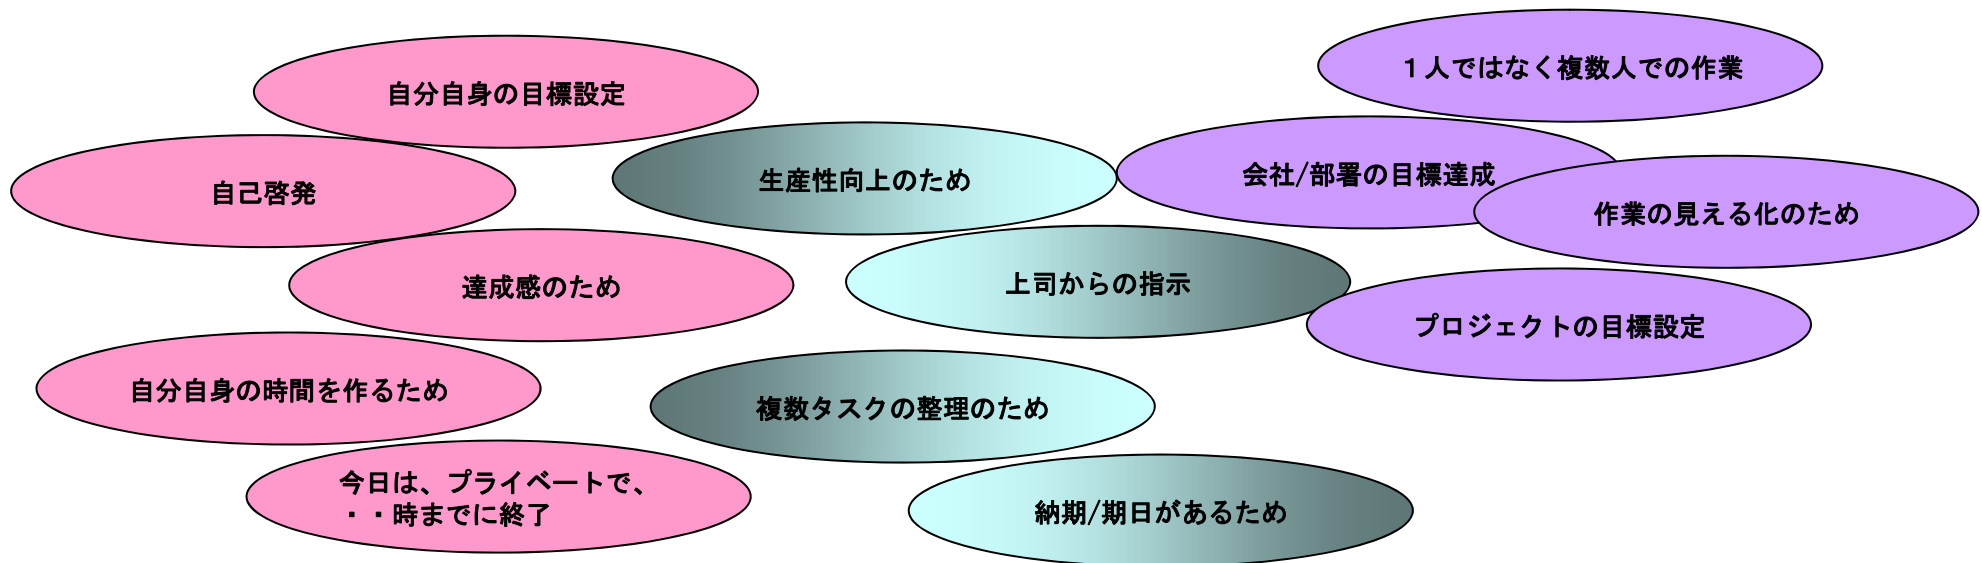 自分自身の目標設定
自己啓発
達成感のため
自分自身の時間を作るため
今日は、プライベートで、
・・時までに終了
生産性向上のため
上司からの指示
複数タスクの整理のため
納期/期日があるため
１人ではなく複数人での作業
会社/部署の目標達成
作業の見える化のため
プロジェクトの目標設定